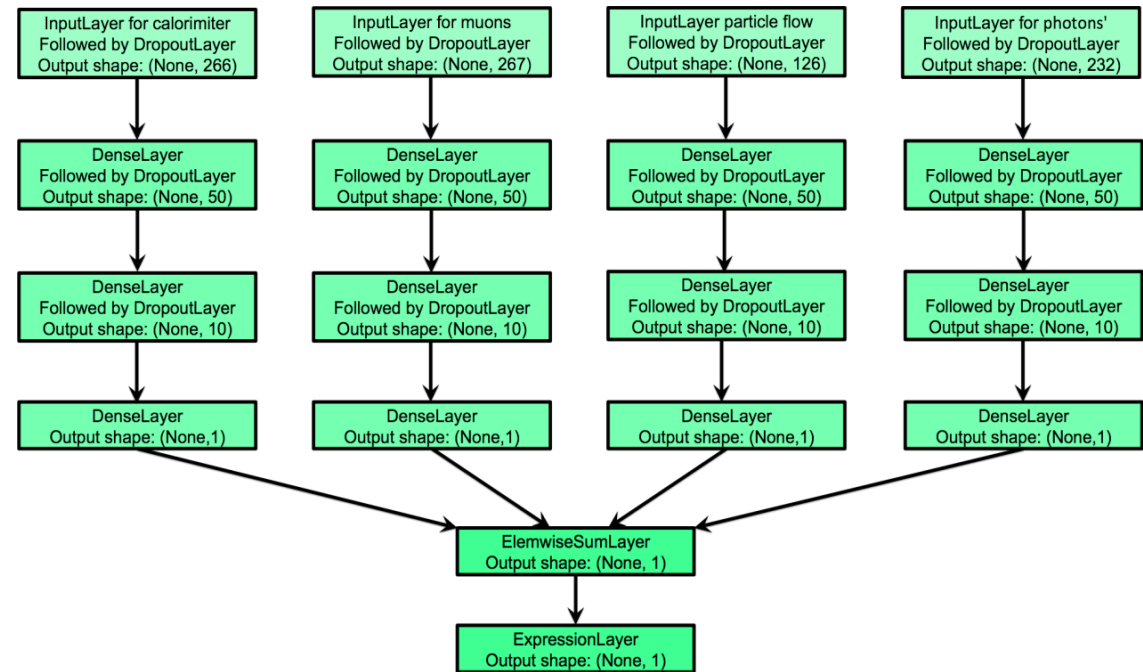 InputLayer for calorimiter
Followed by DropoutLayer
Output shape: (None, 266)
InputLayer for muons
Followed by DropoutLayer
Output shape: (None, 267)
InputLayer particle flow
Followed by DropoutLayer
Output shape: (None, 126)
InputLayer for photons'
Followed by DropoutLayer
Output shape: (None, 232)
DenseLayer
Followed by DropoutLayer
Output shape: (None, 50)
DenseLayer
Followed by DropoutLayer
Output shape: (None, 50)
DenseLayer
Followed by DropoutLayer
Output shape: (None, 50)
DenseLayer
Followed by DropoutLayer
Output shape: (None, 50)
DenseLayer
Followed by DropoutLayer
Output shape: (None, 10)
DenseLayer
Followed by DropoutLayer
Output shape: (None, 10)
DenseLayer
Followed by DropoutLayer
Output shape: (None, 10)
DenseLayer
Followed by DropoutLayer
Output shape: (None, 10)
DenseLayer
Output shape: (None,1)
DenseLayer
Output shape: (None,1)
DenseLayer
Output shape: (None,1)
DenseLayer
Output shape: (None,1)
ElemwiseSumLayer
Output shape: (None, 1)
ExpressionLayer
Output shape: (None, 1)